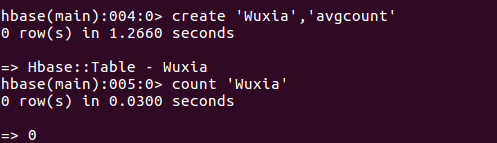 hbase(main):004:0> create 'Wuxia','avgcount'
0 row(s) in 1.2660 seconds
=> Hbase::Table - Wuxia
hbase(main):005:0> count 'Wuxia'
0 row(s) in 0.0300 seconds
=> 0